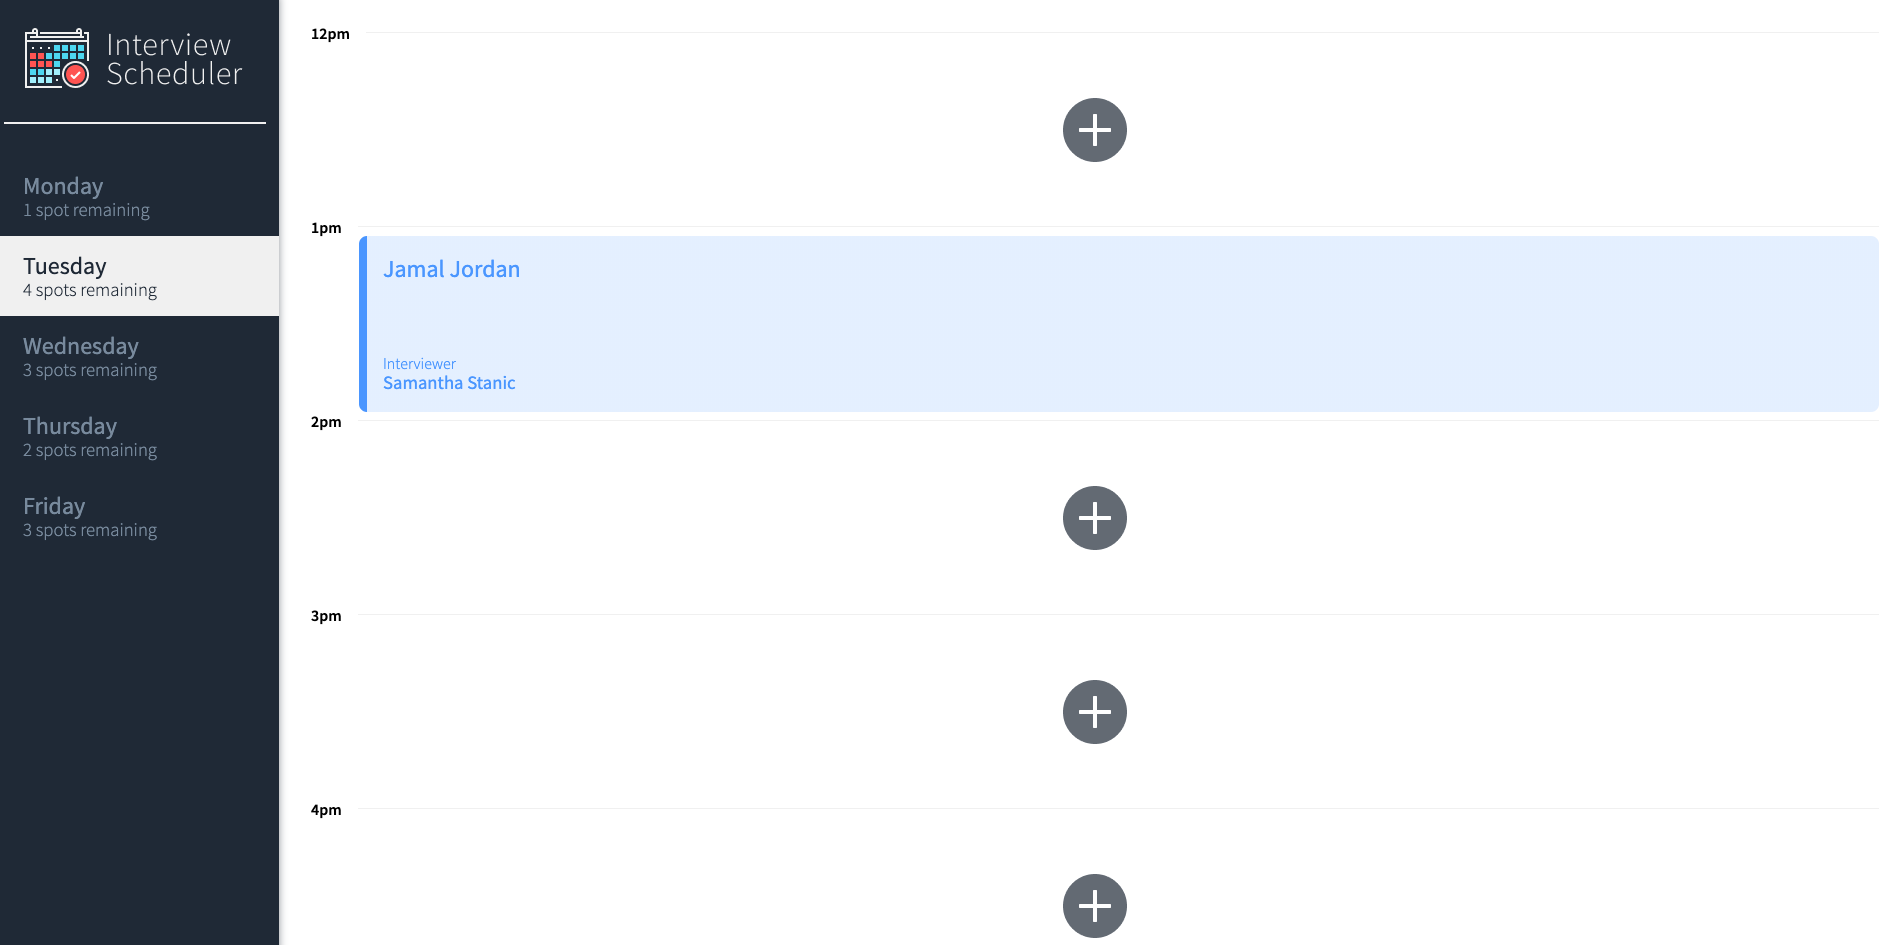 Interview
Scheduler
Monday
1 spot remaining
Tuesday
4 spots remaining
Wednesday
3 spots remaining
Thursday
2 spots remaining
Friday
3 spots remaining
12pm
1pm
Jamal Jordan
Interviewer
Samantha Stanic
2pm
3pm
4pm